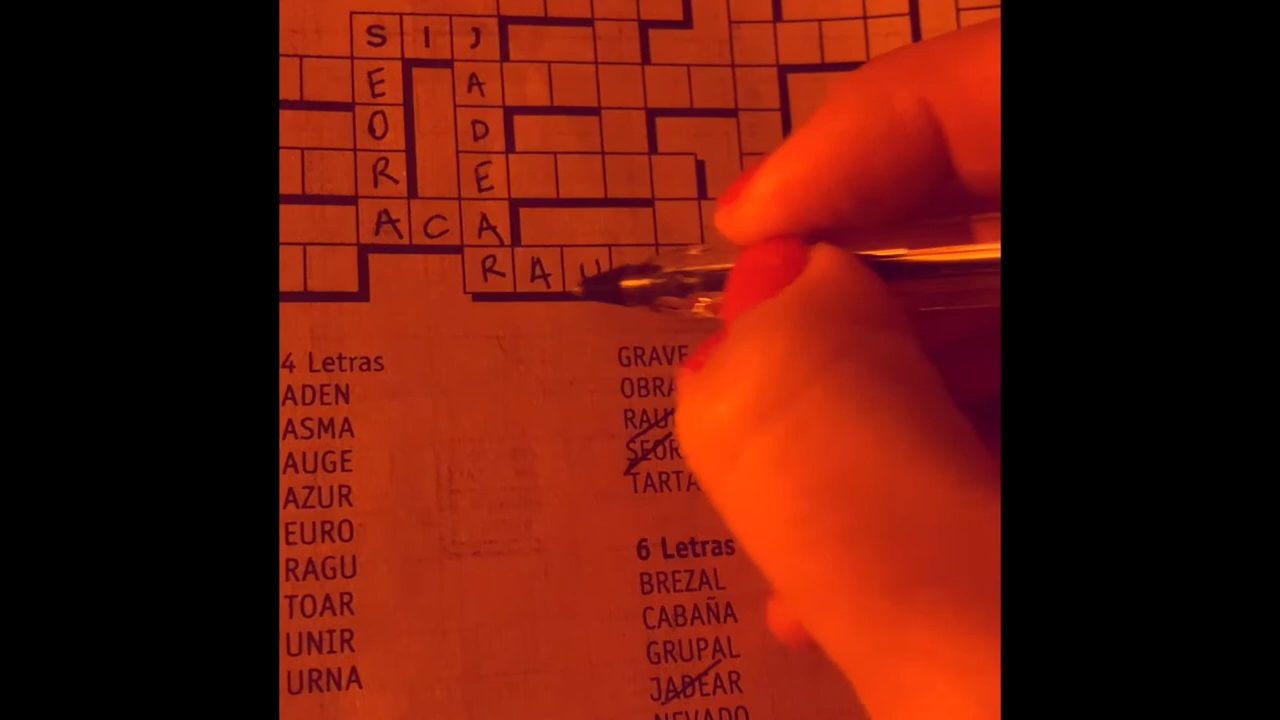 S I J
E A
O D
R E
A C A
R A U
4 Letras
ADEN
ASMA
AUGE
AZUR
EURO
RAGU
TOAR
UNIR
URNA
GRAVE
OBRA
RAU
SEOR
TARTA
6 Letras
BREZAL
CABAÑA
GRUPAL
JADEAR
NEVADO